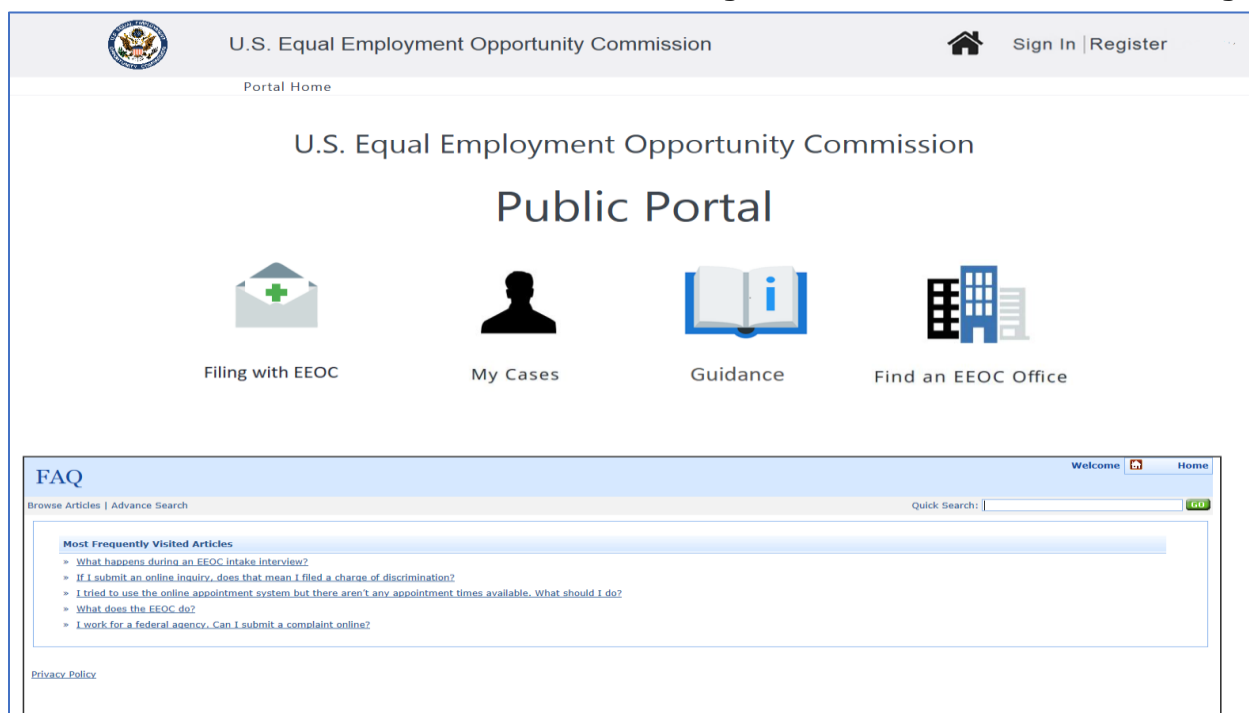 U.S. Equal Employment Opportunity Commission
Sign In | Register
Portal Home
U.S. Equal Employment Opportunity Commission
Public Portal
Filing with EEOC
My Cases
Guidance
Find an EEOC Office
FAQ
Welcome
Home
Browse Articles | Advance Search
Quick Search:
GO
Most Frequently Visited Articles
» What happens during an EEOC intake interview?
» If I submit an online inquiry, does that mean I filed a charge of discrimination?
» I tried to use the online appointment system but there aren't any appointment times available. What should I do?
» What does the EEOC do?
» I work for a federal agency. Can I submit a complaint online?
Privacy Policy